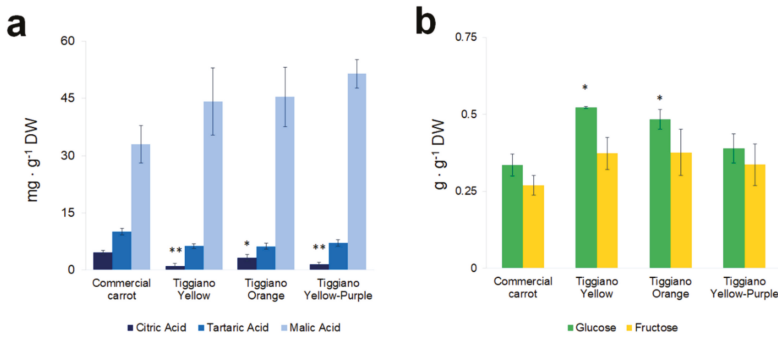 a
60
45
30
15
0
mg · g-1 DW
**
*
**
Commercial carrot
Tiggiano Yellow
Tiggiano Orange
Tiggiano Yellow-Purple
Citric Acid
Tartaric Acid
Malic Acid
b
0.75
0.5
0.25
0
g · g-1 DW
*
*
Commercial carrot
Tiggiano Yellow
Tiggiano Orange
Tiggiano Yellow-Purple
Glucose
Fructose